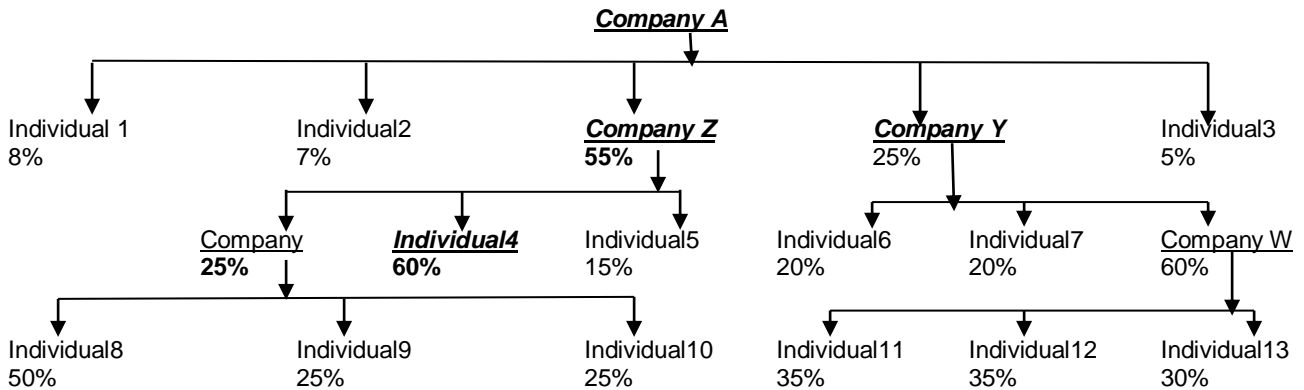 Company A
Individual 1 Individual2 Company Z Company Y Individual3
8% 7% 55% 25% 5%
Company Individual4 Individual5 Individual6 Individual7 Company W
25% 60% 15% 20% 20% 60%
Individual8 Individual9 Individual10 Individual11 Individual12 Individual13
50% 25% 25% 35% 35% 30%